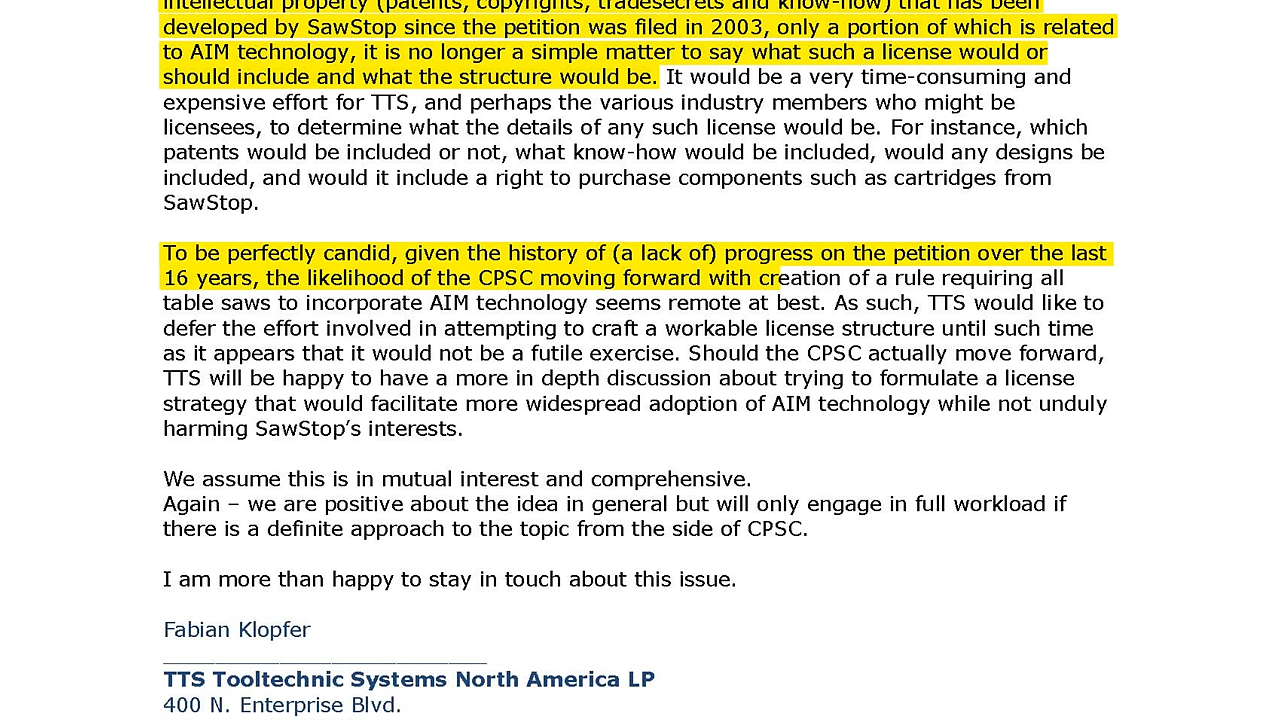 intellectual property (patents, copyrights, tradesecrets and know-how) that has been
developed by SawStop since the petition was filed in 2003, only a portion of which is related
to AIM technology, it is no longer a simple matter to say what such a license would or
should include and what the structure would be. It would be a very time-consuming and
expensive effort for TTS, and perhaps the various industry members who might be
licensees, to determine what the details of any such license would be. For instance, which
patents would be included or not, what know-how would be included, would any designs be
included, and would it include a right to purchase components such as cartridges from
SawStop.
To be perfectly candid, given the history of (a lack of) progress on the petition over the last
16 years, the likelihood of the CPSC moving forward with creation of a rule requiring all
table saws to incorporate AIM technology seems remote at best. As such, TTS would like to
defer the effort involved in attempting to craft a workable license structure until such time
as it appears that it would not be a futile exercise. Should the CPSC actually move forward,
TTS will be happy to have a more in depth discussion about trying to formulate a license
strategy that would facilitate more widespread adoption of AIM technology while not unduly
harming SawStop’s interests.
We assume this is in mutual interest and comprehensive.
Again – we are positive about the idea in general but will only engage in full workload if
there is a definite approach to the topic from the side of CPSC.
I am more than happy to stay in touch about this issue.
Fabian Klopfer
TTS Tooltechnic Systems North America LP
400 N. Enterprise Blvd.